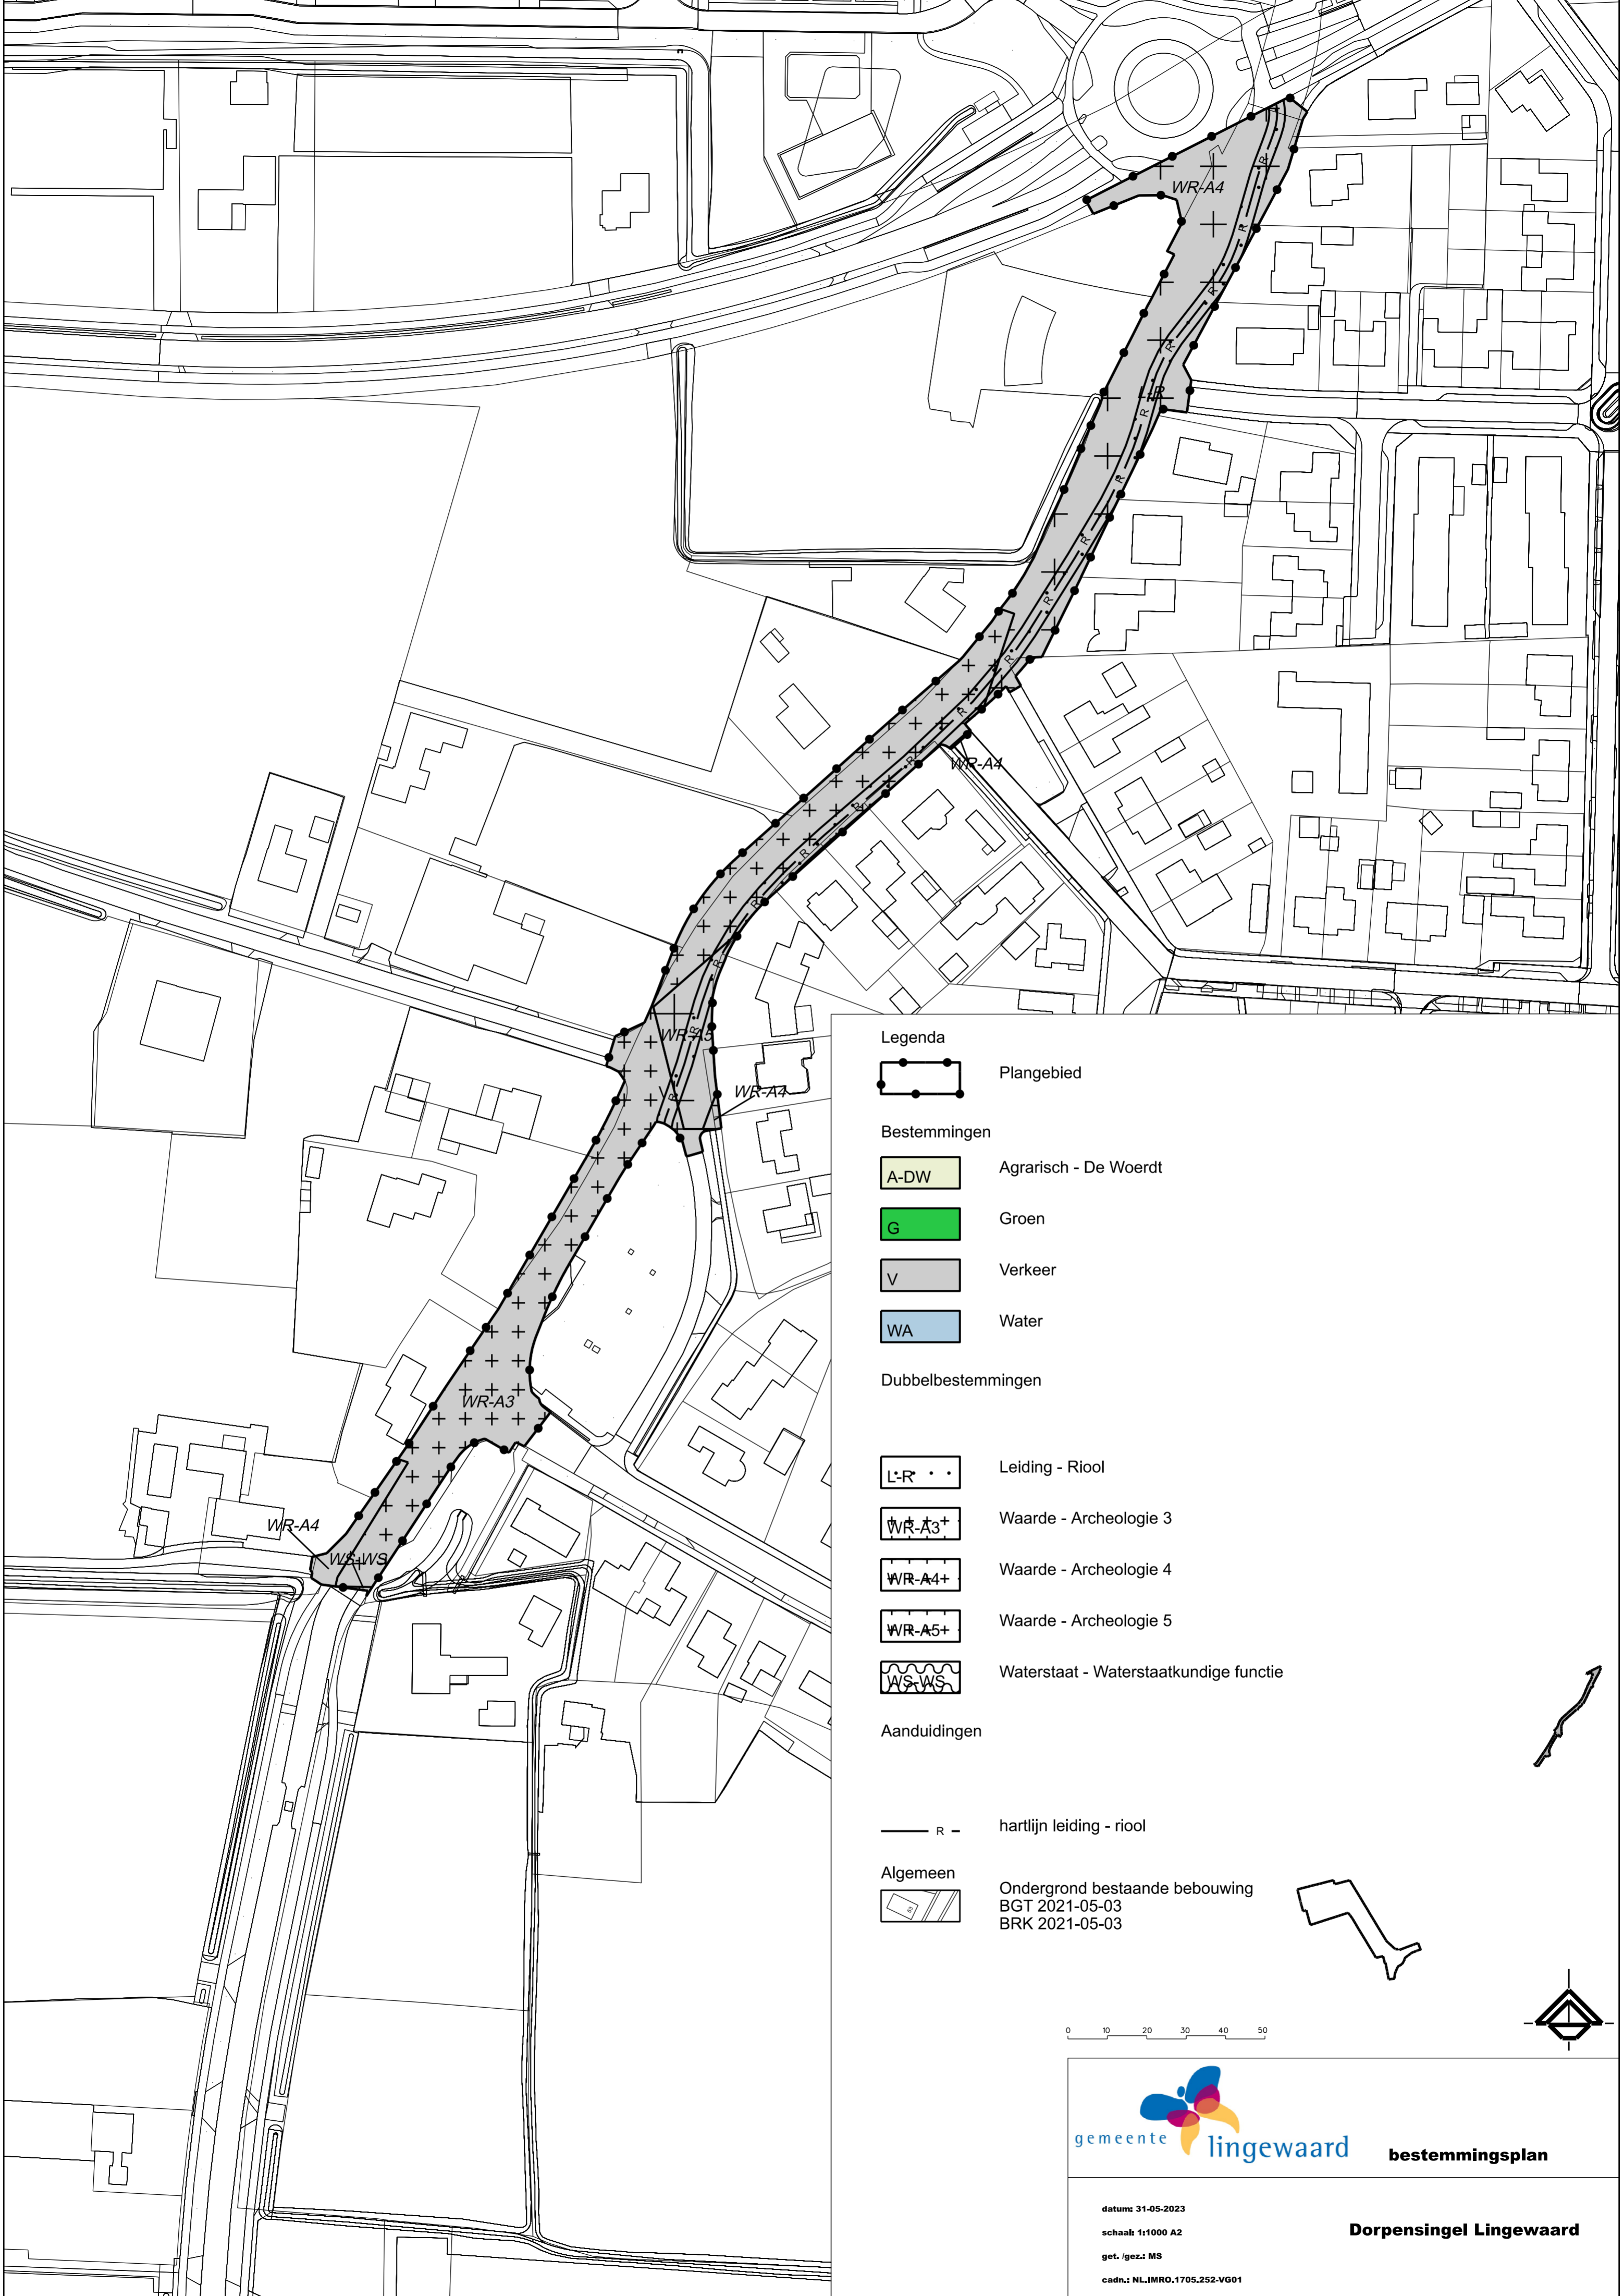 WR-A4
R
R
R
R
L-R
R
R
R
R
R
R
WR-A4
R
R
R
R
R
WR-A5
R
V
R
WR-A4
WR-A3
WR-A4
WS-WS
Legenda
Plangebied
Bestemmingen
A-DW Agrarisch - De Woerdt
G Groen
V Verkeer
WA Water
Dubbelbestemmingen
L-R Leiding - Riool
WR-A3 Waarde - Archeologie 3
WR-A4 Waarde - Archeologie 4
WR-A5 Waarde - Archeologie 5
WS-WS Waterstaat - Waterstaatkundige functie
Aanduidingen
R hartlijn leiding - riool
Algemeen
Ondergrond bestaande bebouwing
BGT 2021-05-03
BRK 2021-05-03
0 10 20 30 40 50
gemeente lingewaard
bestemmingsplan
datum: 31-05-2023
schaal: 1:1000 A2
Dorpensingel Lingewaard
get. /gez.: MS
cadn.: NL.IMRO.1705.252-VG01